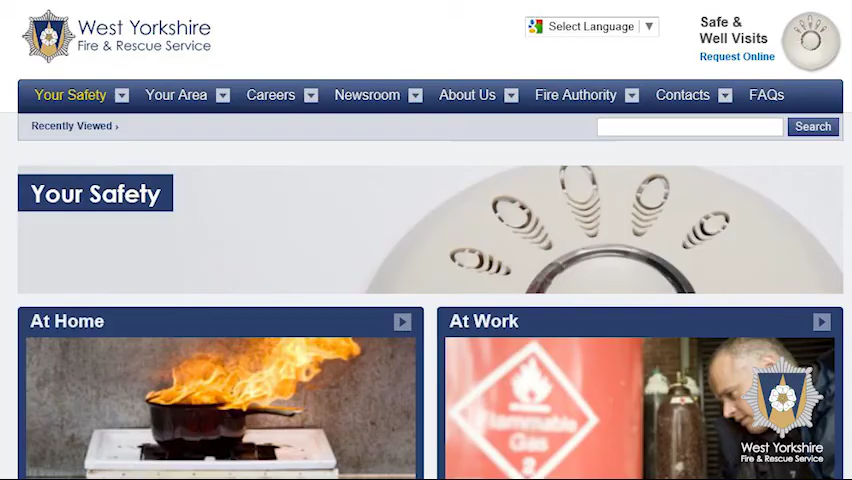 West Yorkshire
Fire & Rescue Service
Select Language ▼
Safe &
Well Visits
Request Online
Your Safety
Your Area
Careers
Newsroom
About Us
Fire Authority
Contacts
FAQs
Recently Viewed ›
Search
Your Safety
At Home
At Work
Flammable
Gas
2
West Yorkshire
Fire & Rescue Service